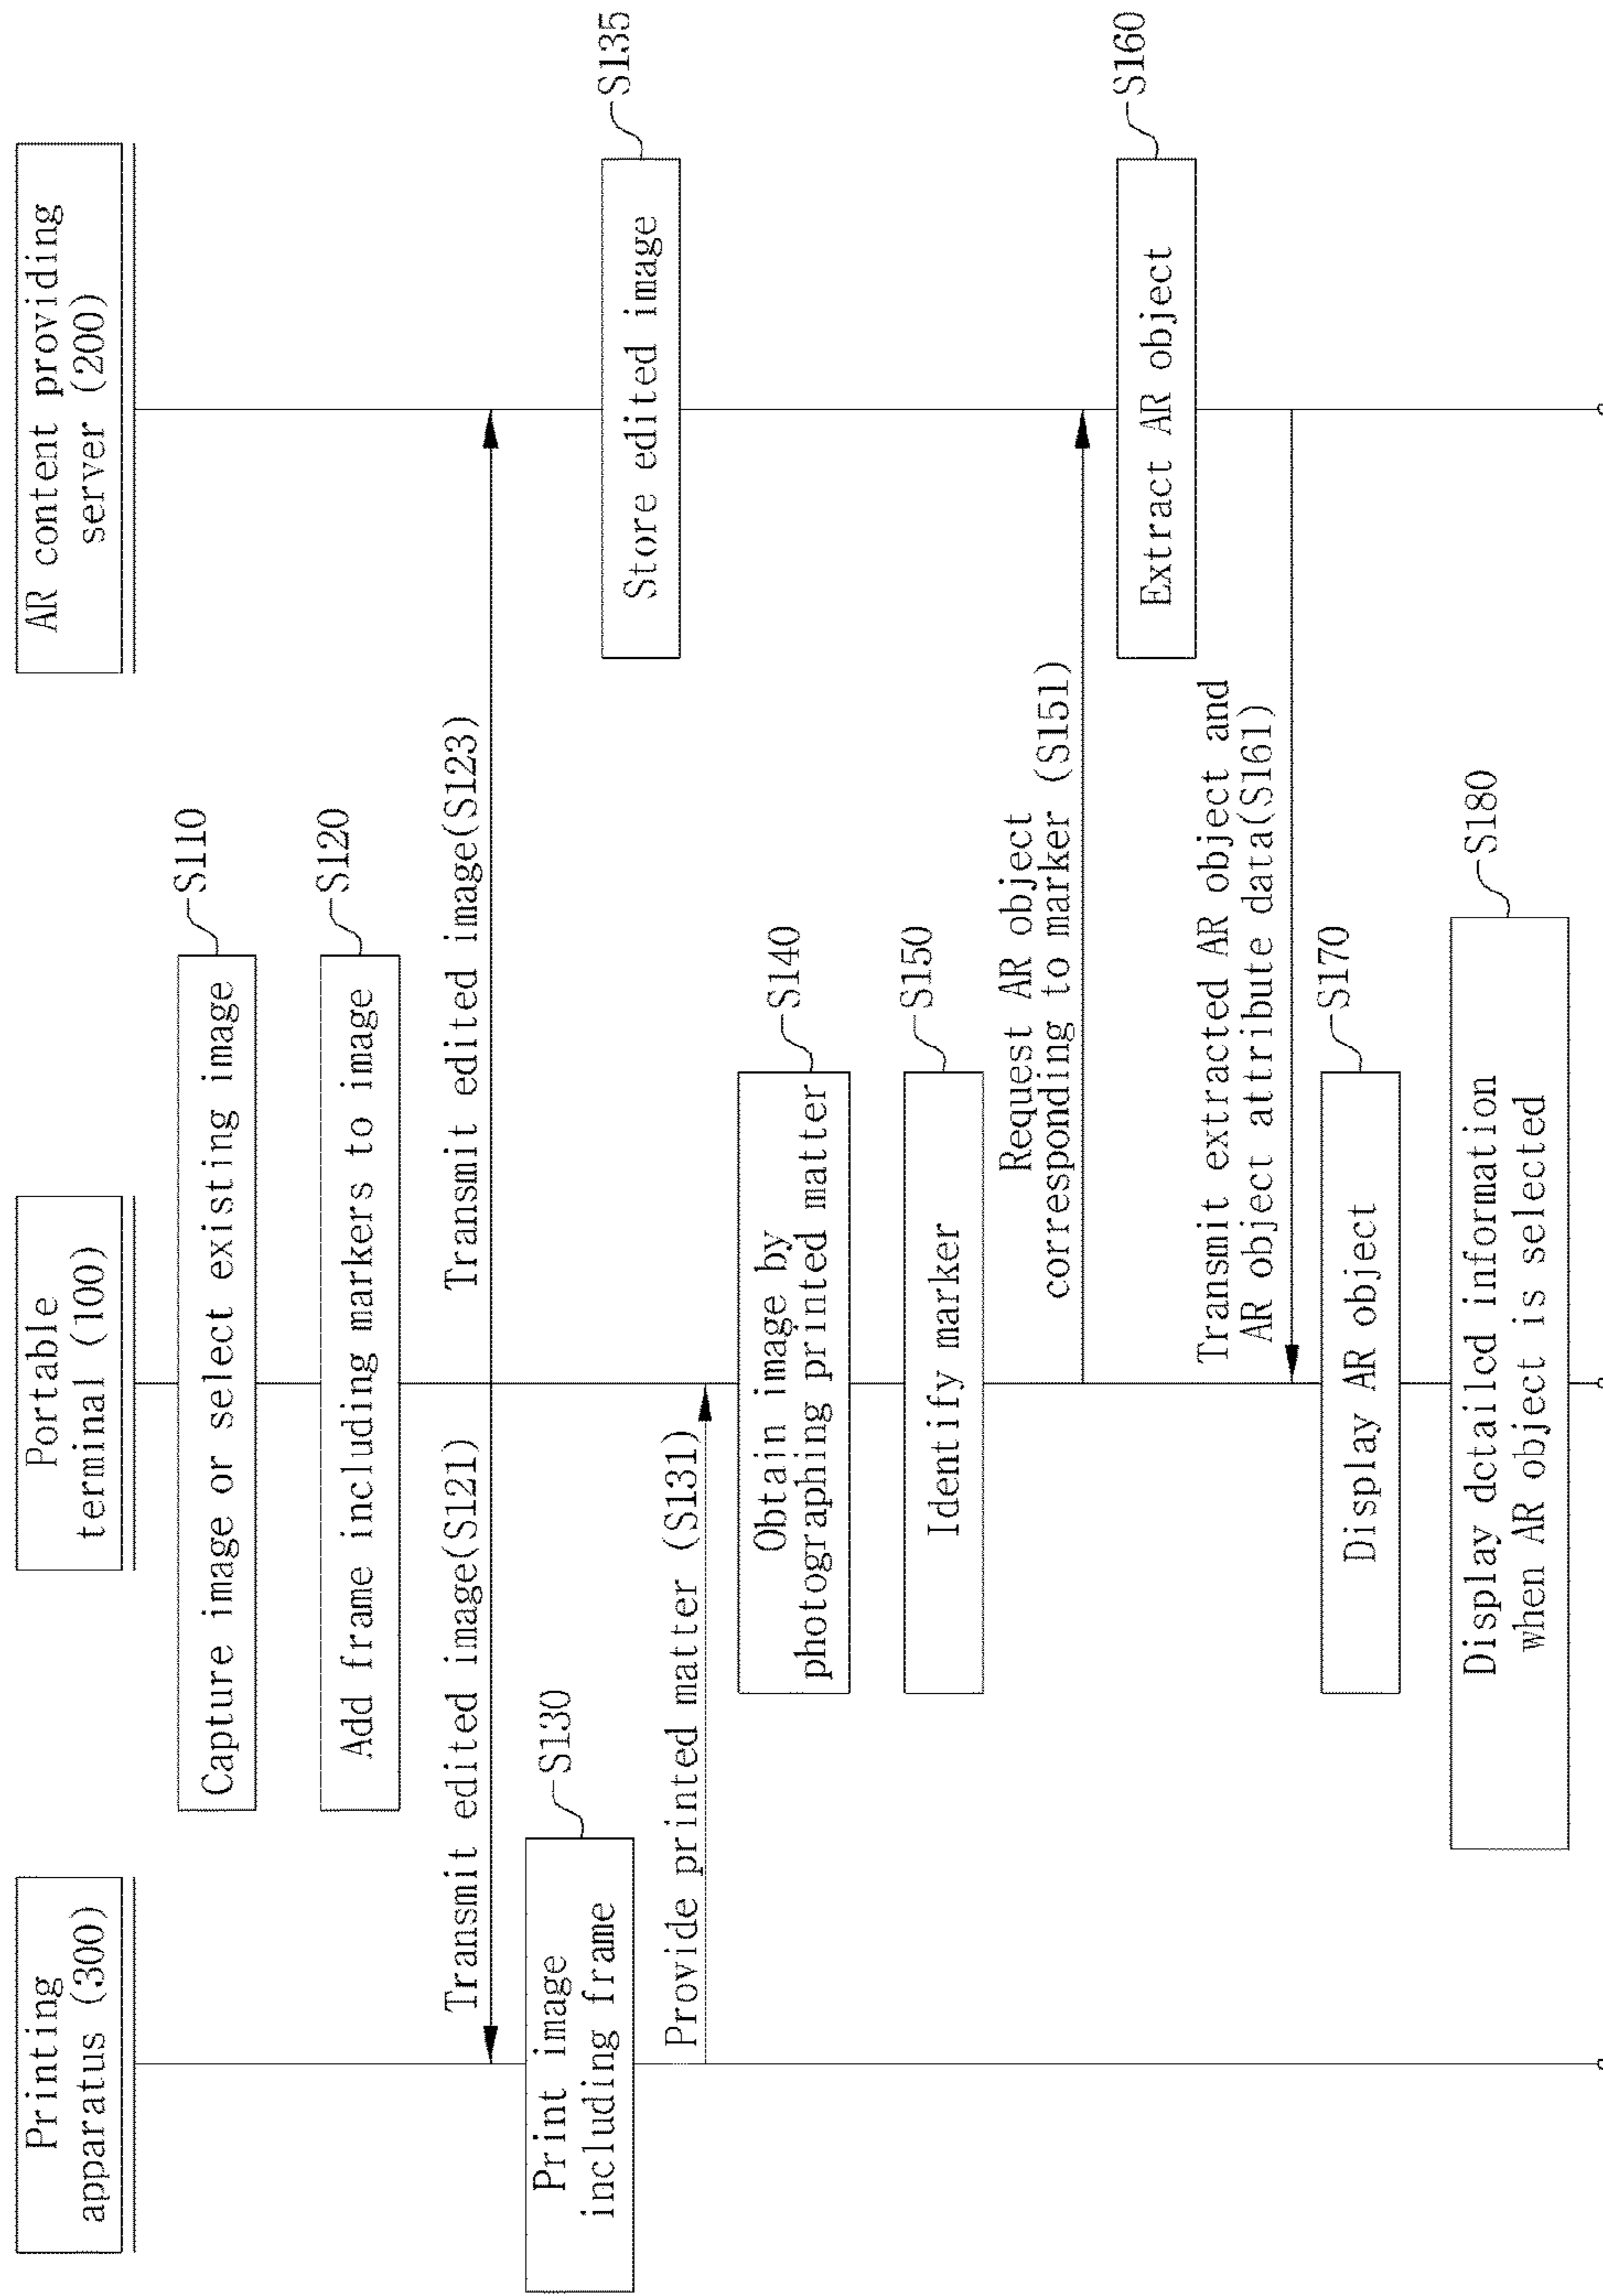 Printing
apparatus (300)
Portable
terminal (100)
AR content providing
server (200)
Capture image or select existing image
S110
Add frame including markers to image
S120
Transmit edited image(S121)
Transmit edited image(S123)
Print image
including frame
S130
Store edited image
S135
Provide printed matter (S131)
Obtain image by
photographing printed matter
S140
Identify marker
S150
Request AR object
corresponding to marker (S151)
Extract AR object
S160
Transmit extracted AR object and
AR object attribute data(S161)
Display AR object
S170
Display detailed information
when AR object is selected
S180